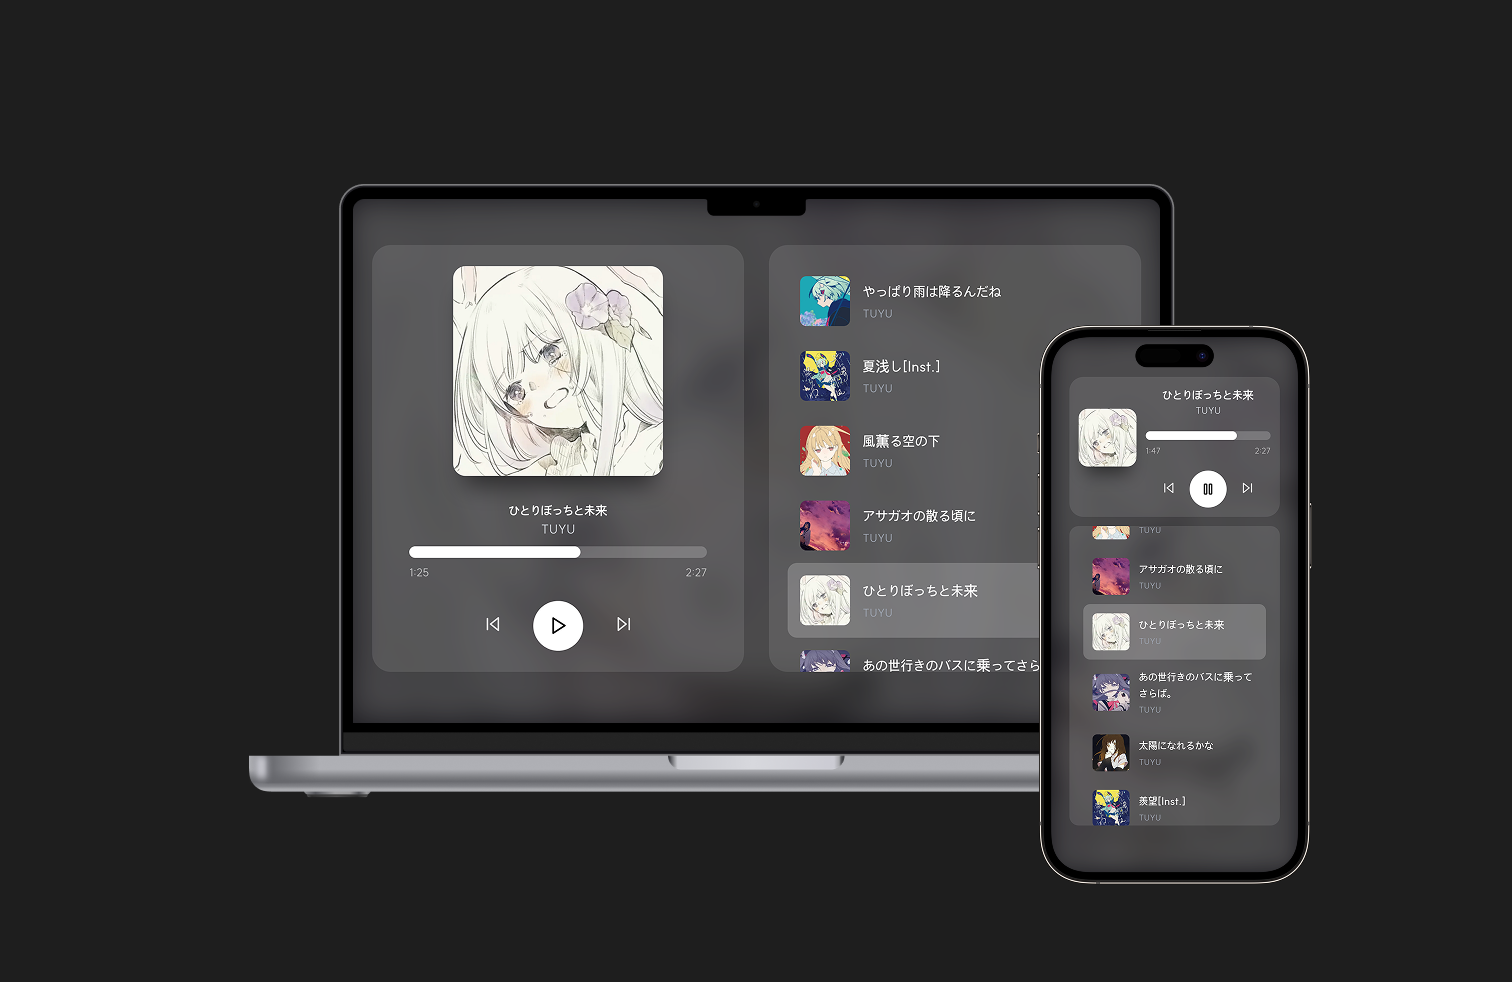 ひとりぼっちと未来
TUYU
1:25
2:27
やっぱり雨は降るんだね
TUYU
夏浅し[Inst.]
TUYU
風薫る空の下
TUYU
アサガオの散る頃に
TUYU
ひとりぼっちと未来
TUYU
あの世行きのバスに乗ってさら
ひとりぼっちと未来
TUYU
1:47
2:27
TUYU
アサガオの散る頃に
TUYU
ひとりぼっちと未来
TUYU
あの世行きのバスに乗って
さらば。
TUYU
太陽になれるかな
TUYU
羨望[Inst.]
TUYU